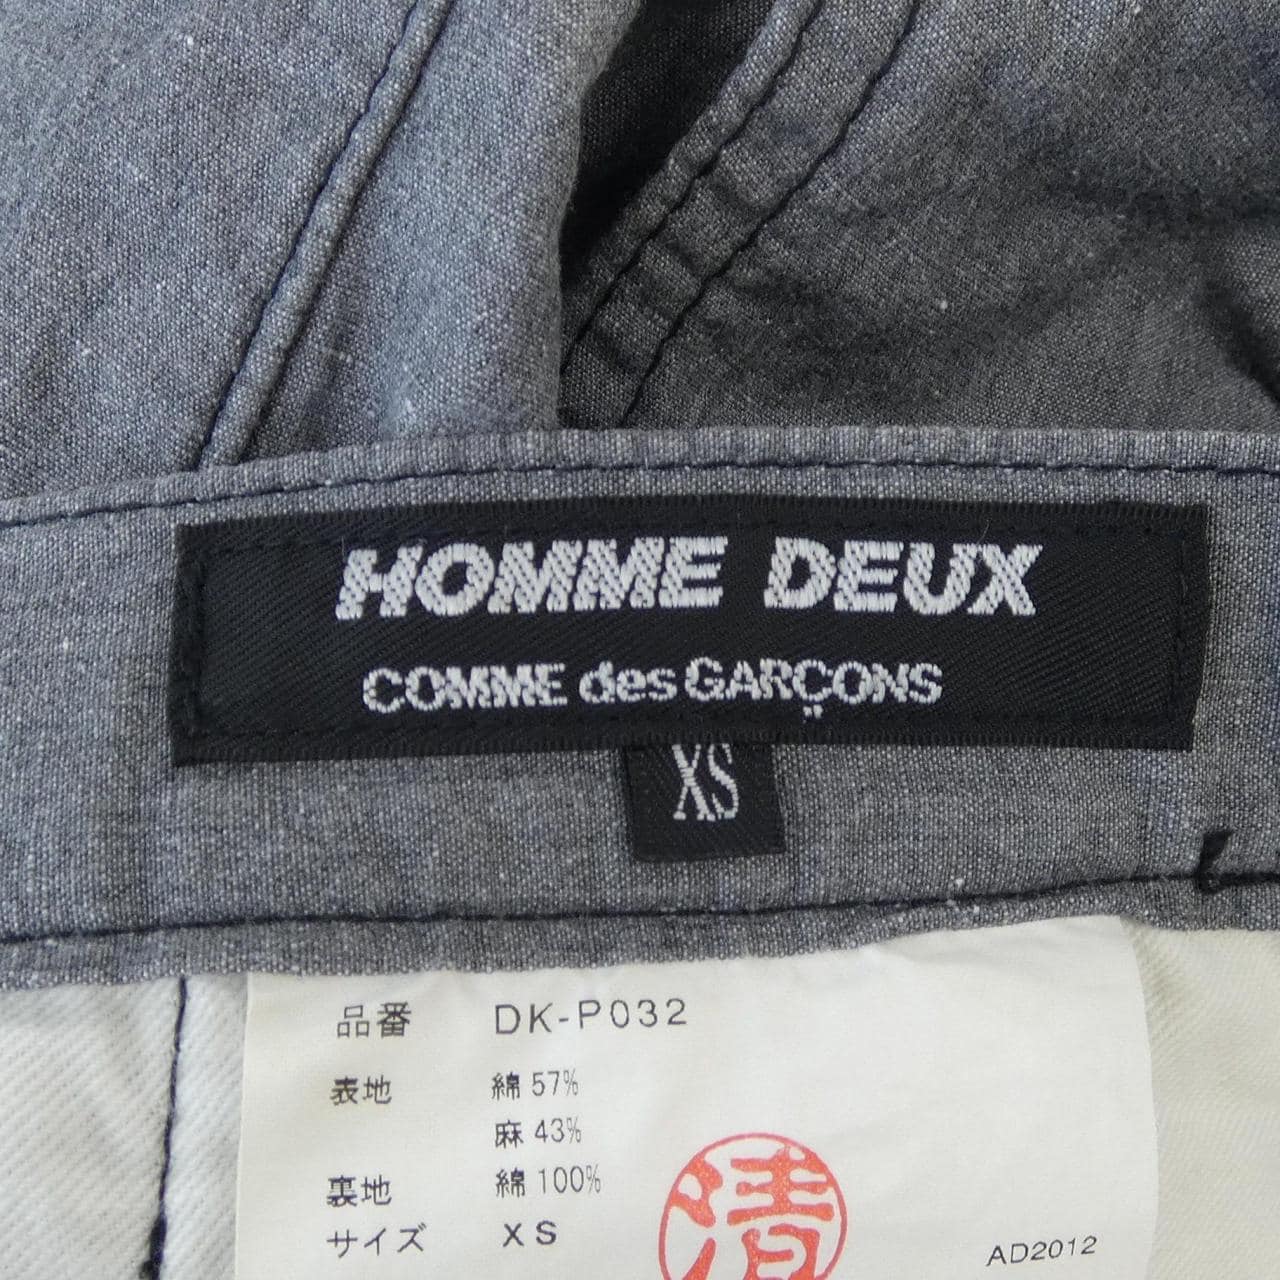 HOMME DEUX
COMME des GARÇONS
XS
品番 DK-P032
表地 綿 57%
麻 43%
裏地 綿 100%
サイズ XS
清
AD2012